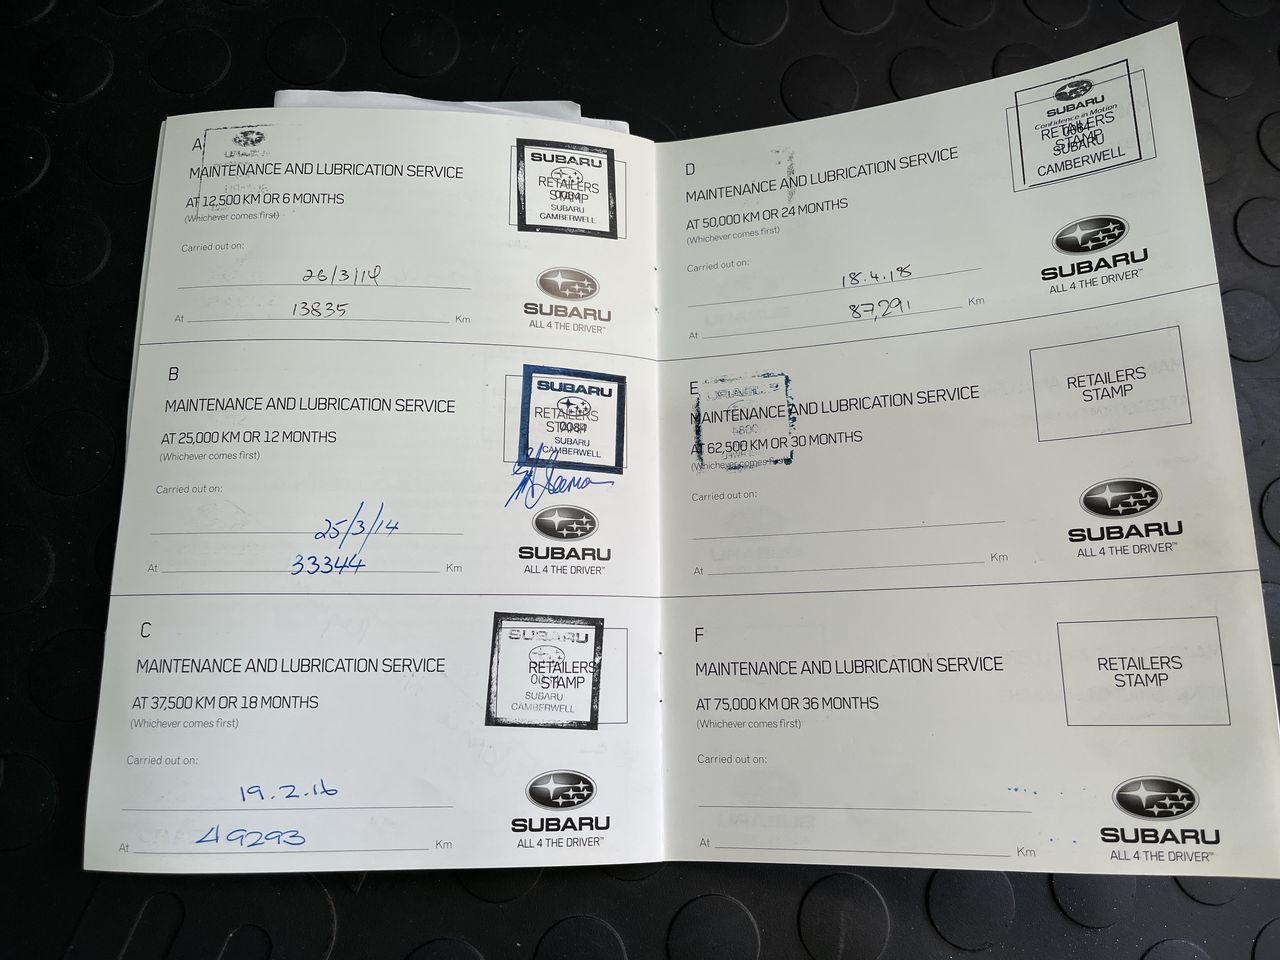 A
MAINTENANCE AND LUBRICATION SERVICE
AT 12,500 KM OR 6 MONTHS
(Whichever comes first)
Carried out on:
26/3/14
At 13835 Km
SUBARU
RETAILERS
STAMP
SUBARU
CAMBERWELL
SUBARU
ALL 4 THE DRIVER™
B
MAINTENANCE AND LUBRICATION SERVICE
AT 25,000 KM OR 12 MONTHS
(Whichever comes first)
Carried out on:
25/3/14
At 33344 Km
SUBARU
RETAILERS
STAMP
0084
SUBARU
CAMBERWELL
SUBARU
ALL 4 THE DRIVER™
C
MAINTENANCE AND LUBRICATION SERVICE
AT 37,500 KM OR 18 MONTHS
(Whichever comes first)
Carried out on:
19.2.16
At 49293 Km
SUBARU
RETAILERS
STAMP
SUBARU
CAMBERWELL
SUBARU
ALL 4 THE DRIVER™
D
MAINTENANCE AND LUBRICATION SERVICE
AT 50,000 KM OR 24 MONTHS
(Whichever comes first)
Carried out on:
18.4.18
At 87,291 Km
SUBARU
Confidence in Motion
0084
RETAILERS
STAMP
SUBARU
CAMBERWELL
SUBARU
ALL 4 THE DRIVER™
E
MAINTENANCE AND LUBRICATION SERVICE
AT 62,500 KM OR 30 MONTHS
(Whichever comes first)
Carried out on:
At Km
RETAILERS
STAMP
SUBARU
ALL 4 THE DRIVER™
F
MAINTENANCE AND LUBRICATION SERVICE
AT 75,000 KM OR 36 MONTHS
(Whichever comes first)
Carried out on:
At Km
RETAILERS
STAMP
SUBARU
ALL 4 THE DRIVER™